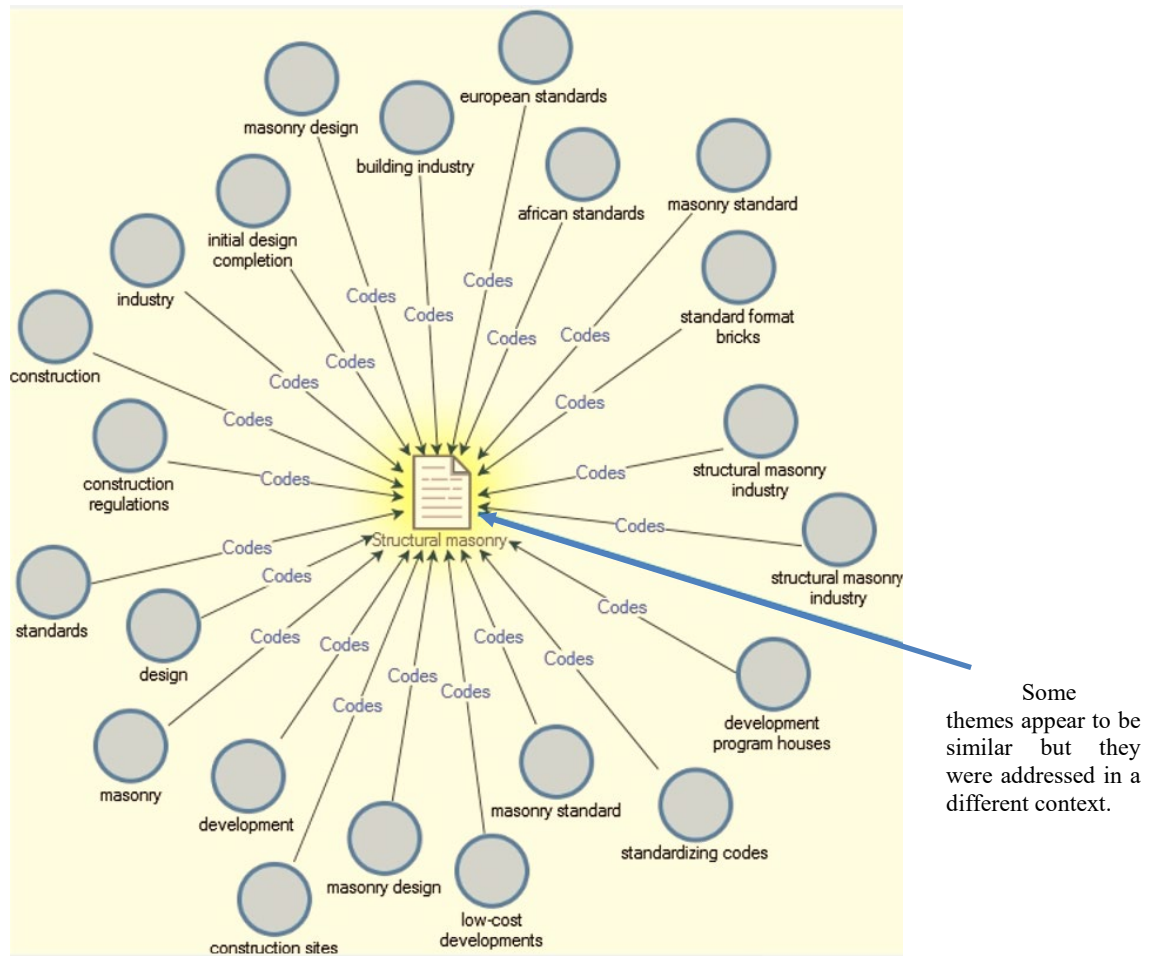 european standards
masonry design
building industry
masonry standard
african standards
initial design
completion
industry
standard format
bricks
construction
Codes
Codes
Codes
Codes
Codes
Codes
Codes
Codes
Codes
Codes
structural masonry
industry
construction
regulations
Codes
Codes
Codes
Structural masonry
Codes
structural masonry
industry
Codes
standards
design
Codes
Codes
Codes
Codes
Codes
Codes
Codes
Codes
Codes
masonry
development
development
program houses
masonry standard
standardizing codes
masonry design
low-cost
developments
construction sites
Some
themes appear to be
similar but they
were addressed in a
different context.